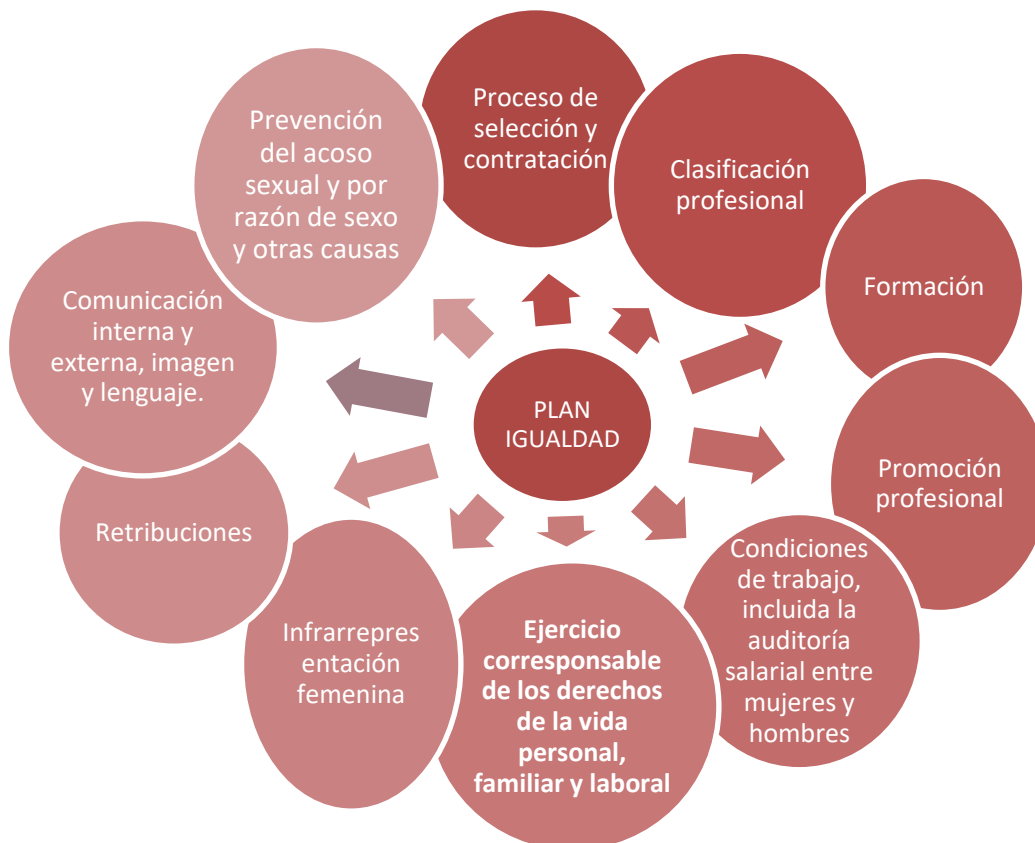 Proceso de
selección y
contratación
Clasificación
profesional
Formación
Promoción
profesional
Condiciones
de trabajo,
incluida la
auditoría
salarial entre
mujeres y
hombres
Ejercicio
corresponsable
de los derechos
de la vida
personal,
familiar y laboral
Infrarrepres
entación
femenina
Retribuciones
Comunicación
interna y
externa, imagen
y lenguaje.
Prevención
del acoso
sexual y por
razón de sexo
y otras causas
PLAN
IGUALDAD